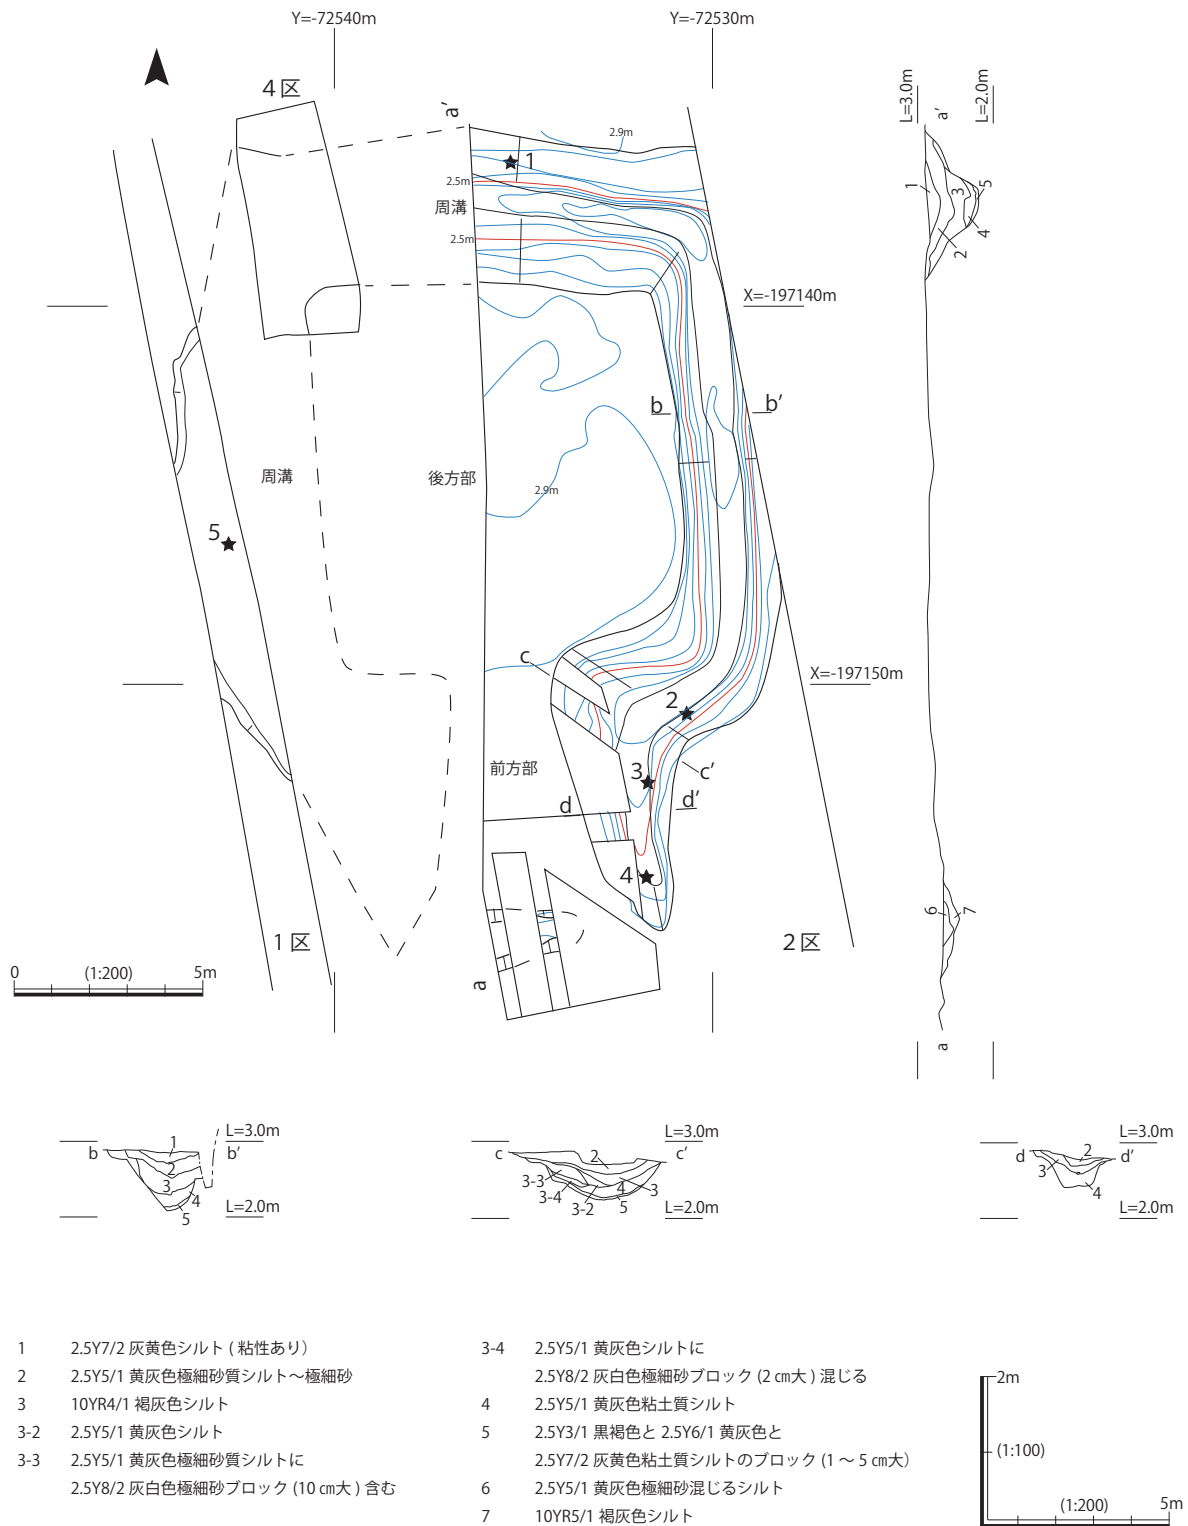 Y=-72540m
Y=-72530m
4区
a'
L=3.0m
a'
L=2.0m
2.9m
1
2.5m
周溝
2.5m
1
3
5
4
2
X=-197140m
b
b'
周溝
後方部
2.9m
5
c
X=-197150m
2
前方部
3
c'
d
d'
4
6
7
1区
2区
0
(1:200)
5m
a
a
b
1
2
3
4
5
L=3.0m
b'
L=2.0m
c
2
3-3
3-4
3-2
4
5
3
L=3.0m
c'
L=2.0m
d
3
2
4
L=3.0m
d'
L=2.0m
1 2.5Y7/2 灰黄色シルト ( 粘性あり )
2 2.5Y5/1 黄灰色極細砂質シルト～極細砂
3 10YR4/1 褐灰色シルト
3-2 2.5Y5/1 黄灰色シルト
3-3 2.5Y5/1 黄灰色極細砂質シルトに
2.5Y8/2 灰白色極細砂ブロック (10 ㎝大 ) 含む
3-4 2.5Y5/1 黄灰色シルトに
2.5Y8/2 灰白色極細砂ブロック (2 ㎝大 ) 混じる
4 2.5Y5/1 黄灰色粘土質シルト
5 2.5Y3/1 黒褐色と 2.5Y6/1 黄灰色と
2.5Y7/2 灰黄色粘土質シルトのブロック (1 ～ 5 ㎝大 )
6 2.5Y5/1 黄灰色極細砂混じるシルト
7 10YR5/1 褐灰色シルト
2m
(1:100)
(1:200)
5m